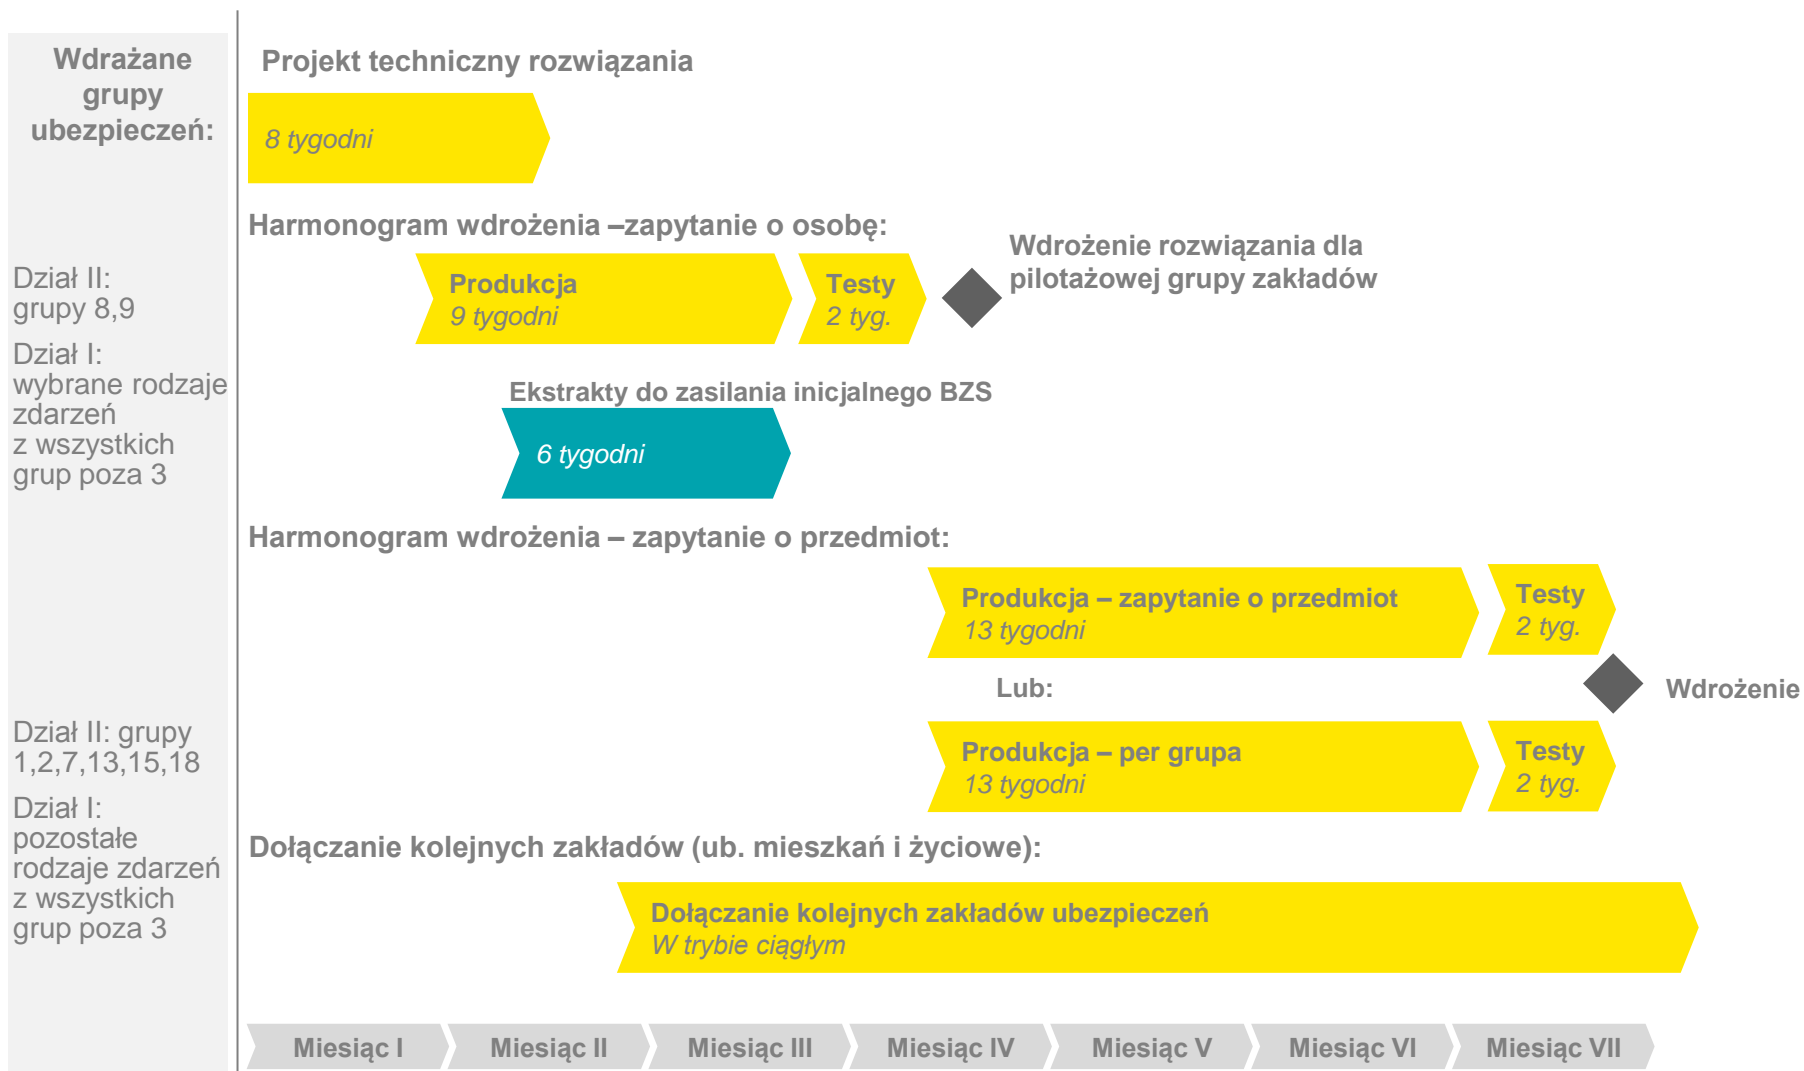 Wdrażane
grupy
ubezpieczeń:
Projekt techniczny rozwiązania
8 tygodni
Harmonogram wdrożenia –zapytanie o osobę:
Dział II:
grupy 8,9
Dział I:
wybrane rodzaje
zdarzeń
z wszystkich
grup poza 3
Produkcja
9 tygodni
Testy
2 tyg.
Wdrożenie rozwiązania dla
pilotażowej grupy zakładów
Ekstrakty do zasilania inicjalnego BZS
6 tygodni
Harmonogram wdrożenia – zapytanie o przedmiot:
Produkcja – zapytanie o przedmiot
13 tygodni
Testy
2 tyg.
Lub:
Wdrożenie
Dział II: grupy
1,2,7,13,15,18
Dział I:
pozostałe
rodzaje zdarzeń
z wszystkich
grup poza 3
Produkcja – per grupa
13 tygodni
Testy
2 tyg.
Dołączanie kolejnych zakładów (ub. mieszkań i życiowe):
Dołączanie kolejnych zakładów ubezpieczeń
W trybie ciągłym
Miesiąc I
Miesiąc II
Miesiąc III
Miesiąc IV
Miesiąc V
Miesiąc VI
Miesiąc VII